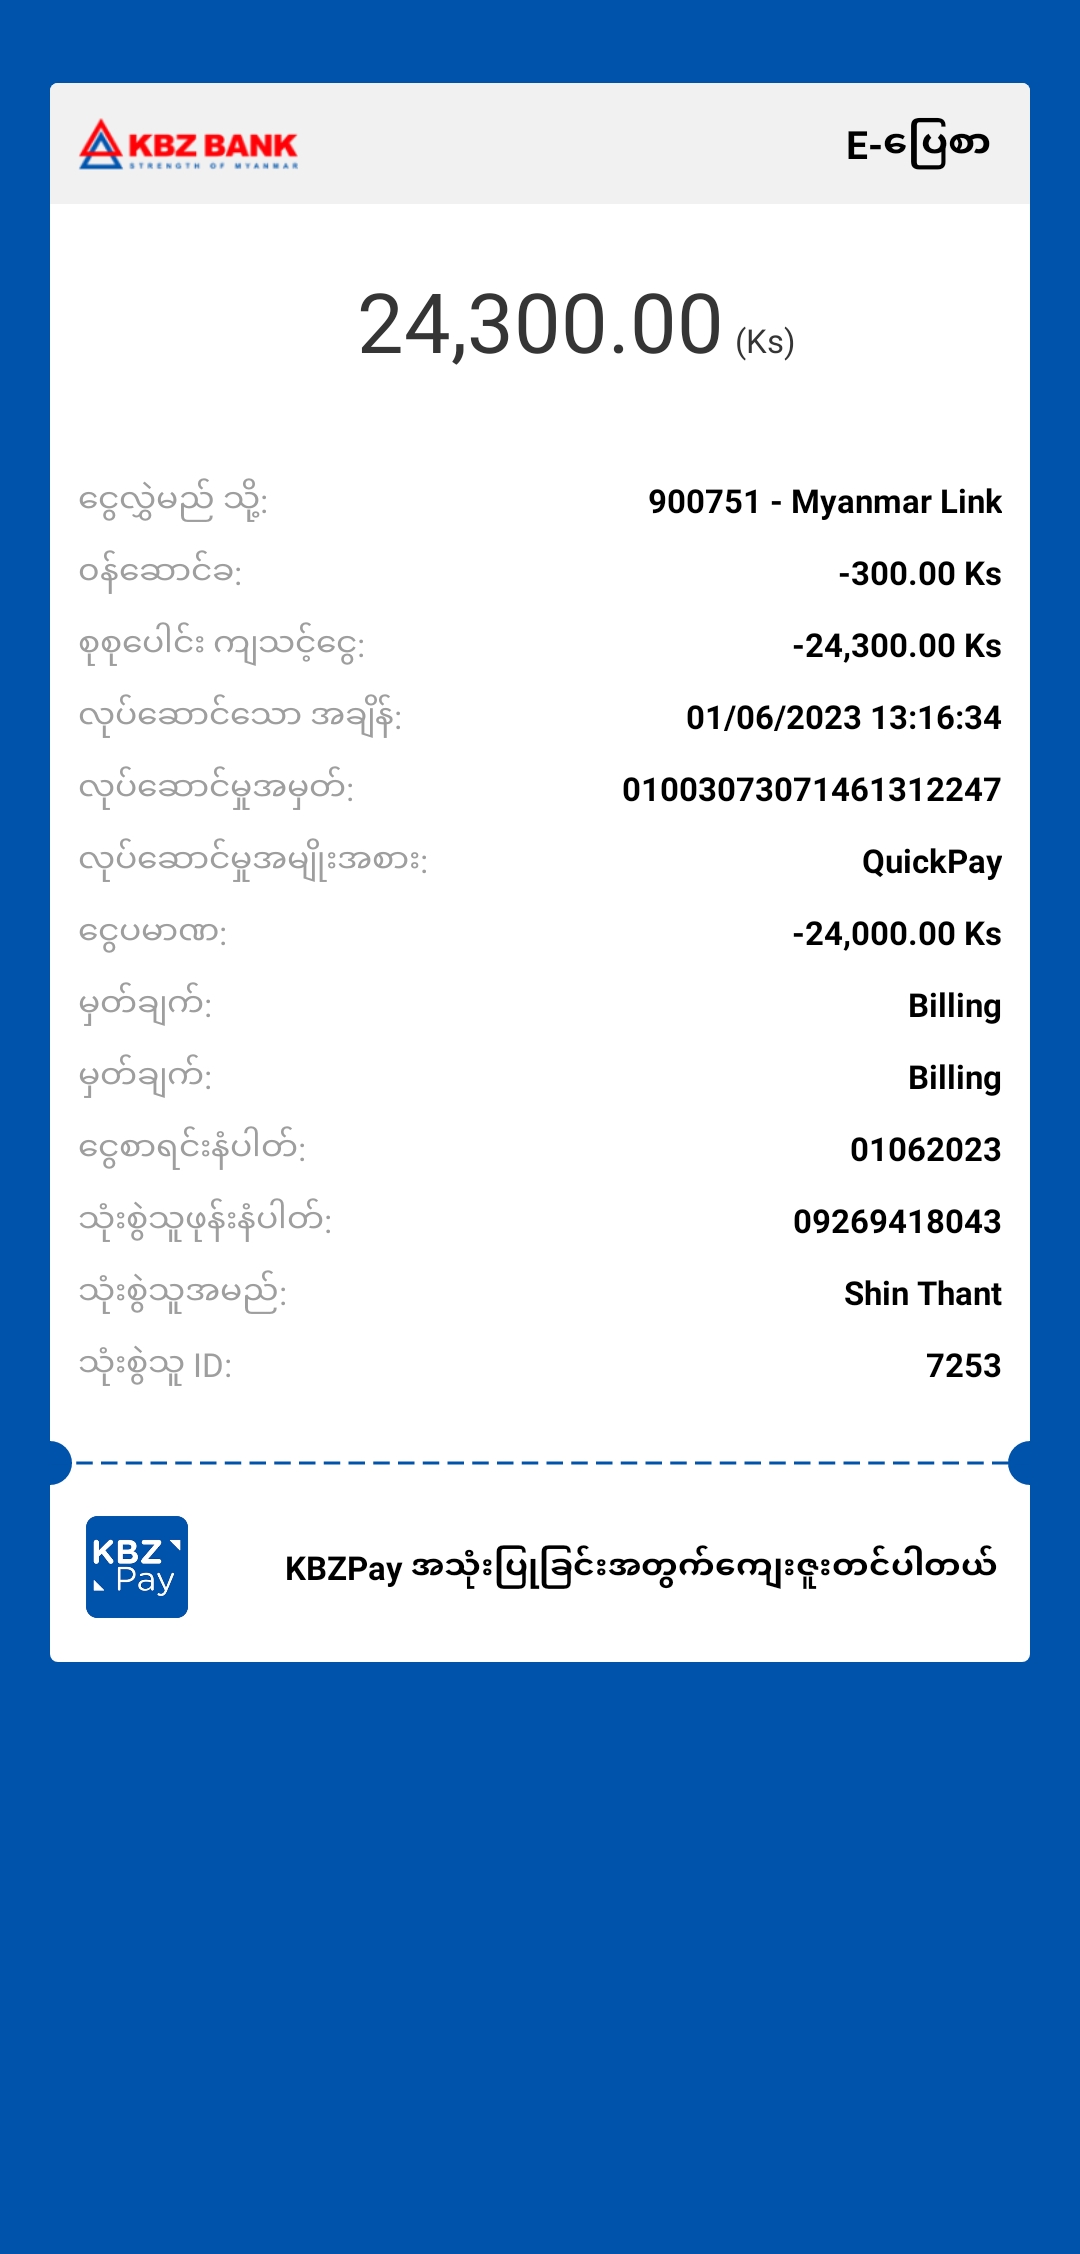 KBZ BANK
STRENGTH OF MYANMAR
E-ပြေစာ
24,300.00 (Ks)
ငွေလွှဲမည် သို့: 900751 - Myanmar Link
ဝန်ဆောင်ခ: -300.00 Ks
စုစုပေါင်း ကျသင့်ငွေ: -24,300.00 Ks
လုပ်ဆောင်သော အချိန်: 01/06/2023 13:16:34
လုပ်ဆောင်မှုအမှတ်: 01003073071461312247
လုပ်ဆောင်မှုအမျိုးအစား: QuickPay
ငွေပမာဏ: -24,000.00 Ks
မှတ်ချက်: Billing
မှတ်ချက်: Billing
ငွေစာရင်းနံပါတ်: 01062023
သုံးစွဲသူဖုန်းနံပါတ်: 09269418043
သုံးစွဲသူအမည်: Shin Thant
သုံးစွဲသူ ID: 7253
KBZ Pay
KBZPay အသုံးပြုခြင်းအတွက်ကျေးဇူးတင်ပါတယ်